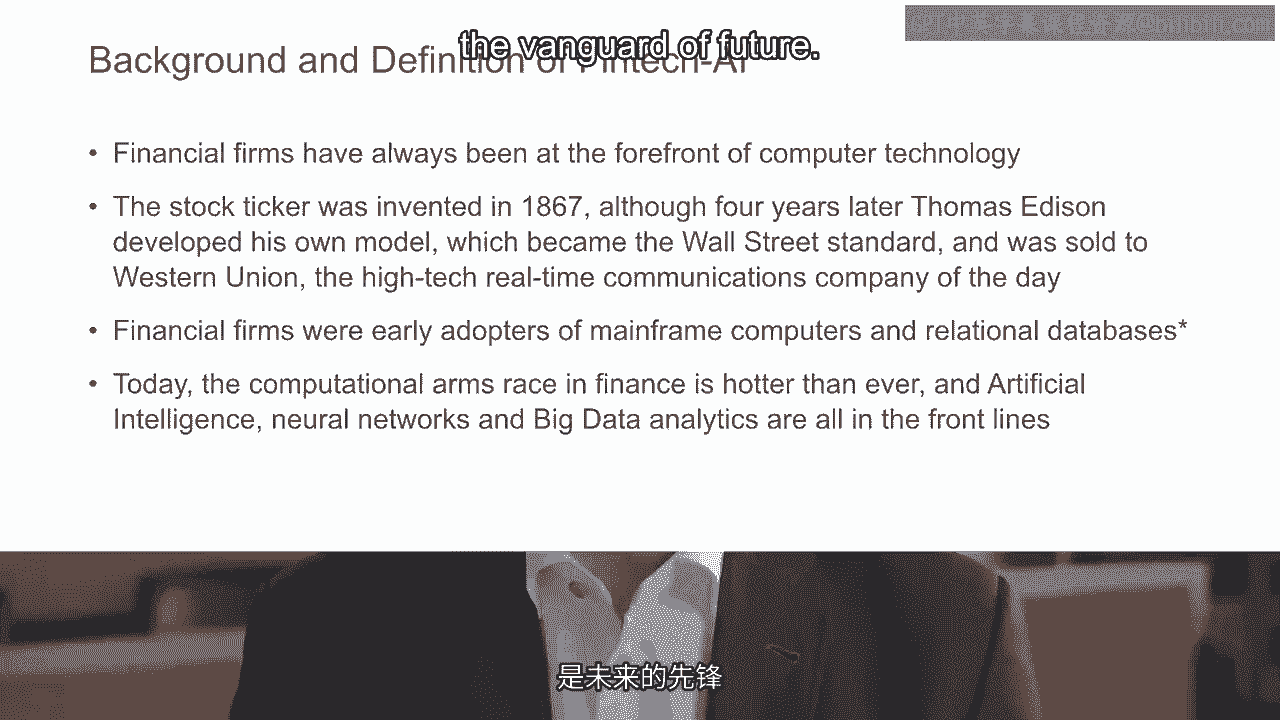 the vanguard of future.
Background and Definition of Fintech-AI
• Financial firms have always been at the forefront of computer technology
• The stock ticker was invented in 1867, although four years later Thomas Edison
developed his own model, which became the Wall Street standard, and was sold to
Western Union, the high-tech real-time communications company of the day
• Financial firms were early adopters of mainframe computers and relational databases*
• Today, the computational arms race in finance is hotter than ever, and Artificial
Intelligence, neural networks and Big Data analytics are all in the front lines
是未来的先锋